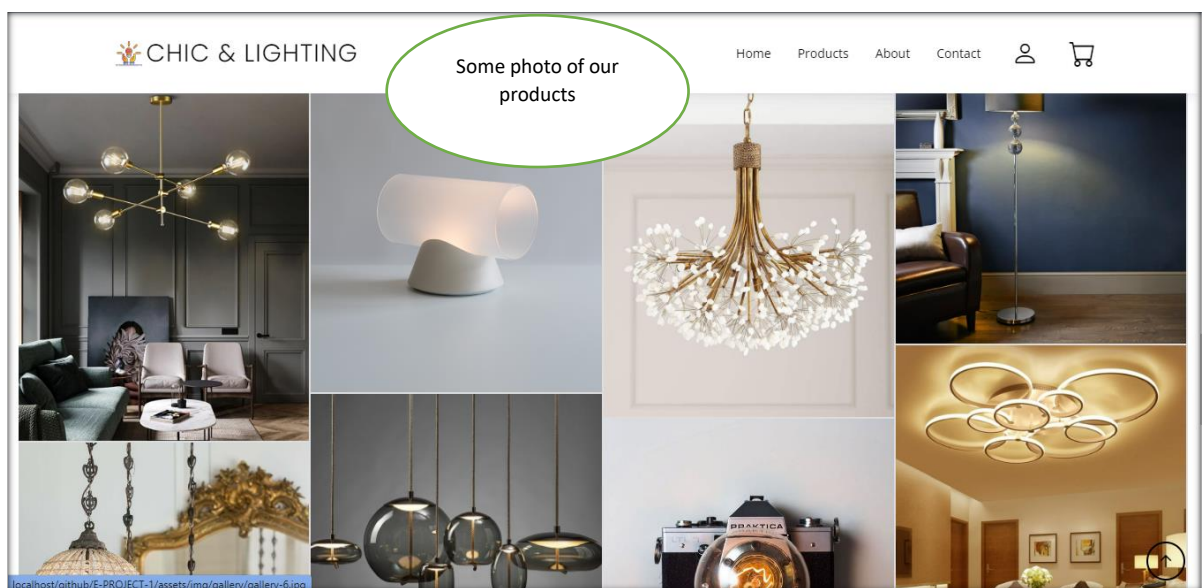 CHIC & LIGHTING
Some photo of our
products
Home Products About Contact
PRAKTICA
localhost/github/E-PROJECT-1/assets/img/gallery/gallery-6.jpg